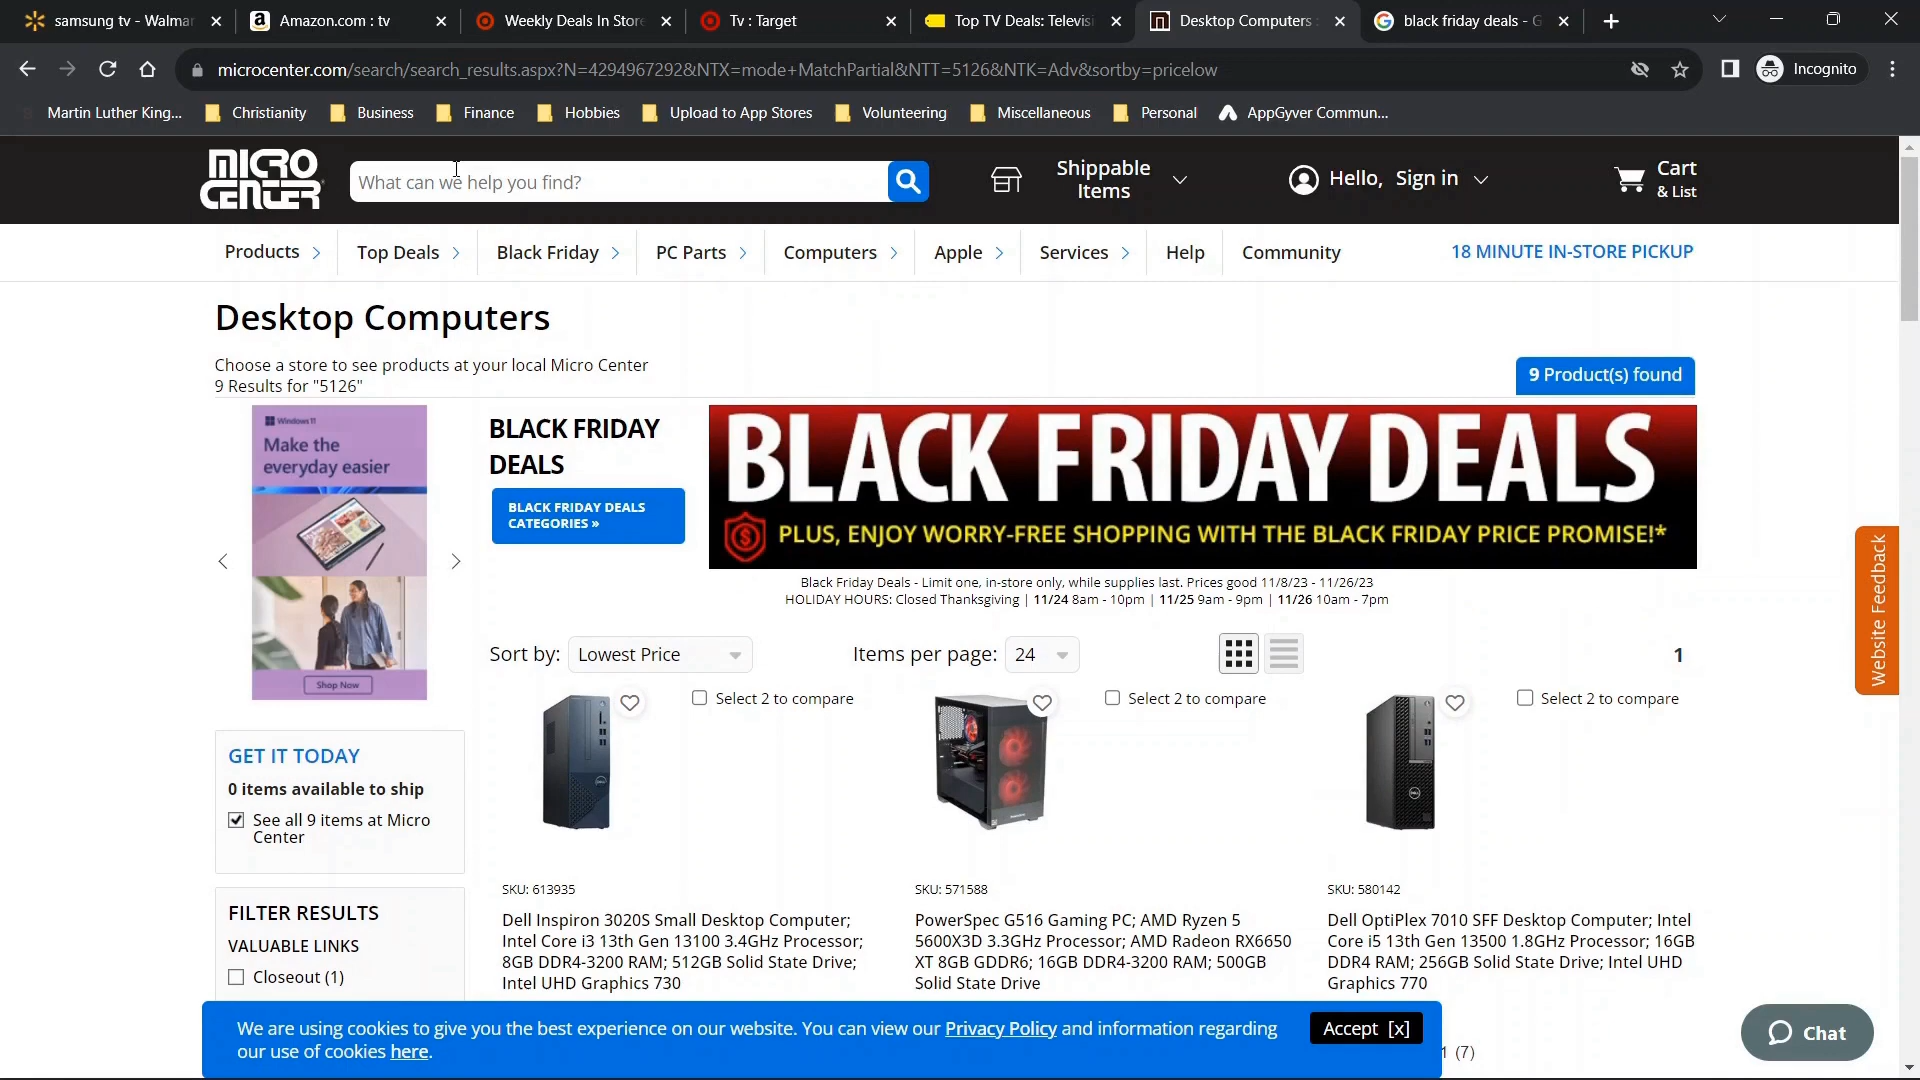 samsung tv - Walmar
Amazon.com : tv
Weekly Deals In Store
Tv : Target
Top TV Deals: Televisi
Desktop Computers :
black friday deals - G
microcenter.com/search/search_results.aspx?N=4294967292&NTX=mode+MatchPartial&NTT=5126&NTK=Adv&sortby=pricelow
Incognito
Martin Luther King...
Christianity
Business
Finance
Hobbies
Upload to App Stores
Volunteering
Miscellaneous
Personal
AppGyver Commun...
MICRO CENTER
What can we help you find?
Shippable Items
Hello, Sign in
Cart & List
Products
Top Deals
Black Friday
PC Parts
Computers
Apple
Services
Help
Community
18 MINUTE IN-STORE PICKUP
Desktop Computers
Choose a store to see products at your local Micro Center
9 Results for "5126"
9 Product(s) found
Windows 11
Make the
everyday easier
Shop Now
BLACK FRIDAY
DEALS
BLACK FRIDAY DEALS
CATEGORIES »
BLACK FRIDAY DEALS
PLUS, ENJOY WORRY-FREE SHOPPING WITH THE BLACK FRIDAY PRICE PROMISE!*
Black Friday Deals - Limit one, in-store only, while supplies last. Prices good 11/8/23 - 11/26/23
HOLIDAY HOURS: Closed Thanksgiving | 11/24 8am - 10pm | 11/25 9am - 9pm | 11/26 10am - 7pm
Sort by: Lowest Price
Items per page: 24
1
Select 2 to compare
Select 2 to compare
Select 2 to compare
GET IT TODAY
0 items available to ship
See all 9 items at Micro
Center
FILTER RESULTS
VALUABLE LINKS
Closeout (1)
SKU: 613935
Dell Inspiron 3020S Small Desktop Computer;
Intel Core i3 13th Gen 13100 3.4GHz Processor;
8GB DDR4-3200 RAM; 512GB Solid State Drive;
Intel UHD Graphics 730
SKU: 571588
PowerSpec G516 Gaming PC; AMD Ryzen 5
5600X3D 3.3GHz Processor; AMD Radeon RX6650
XT 8GB GDDR6; 16GB DDR4-3200 RAM; 500GB
Solid State Drive
SKU: 580142
Dell OptiPlex 7010 SFF Desktop Computer; Intel
Core i5 13th Gen 13500 1.8GHz Processor; 16GB
DDR4 RAM; 256GB Solid State Drive; Intel UHD
Graphics 770
We are using cookies to give you the best experience on our website. You can view our Privacy Policy and information regarding
our use of cookies here.
Accept [x]
(7)
Website Feedback
Chat